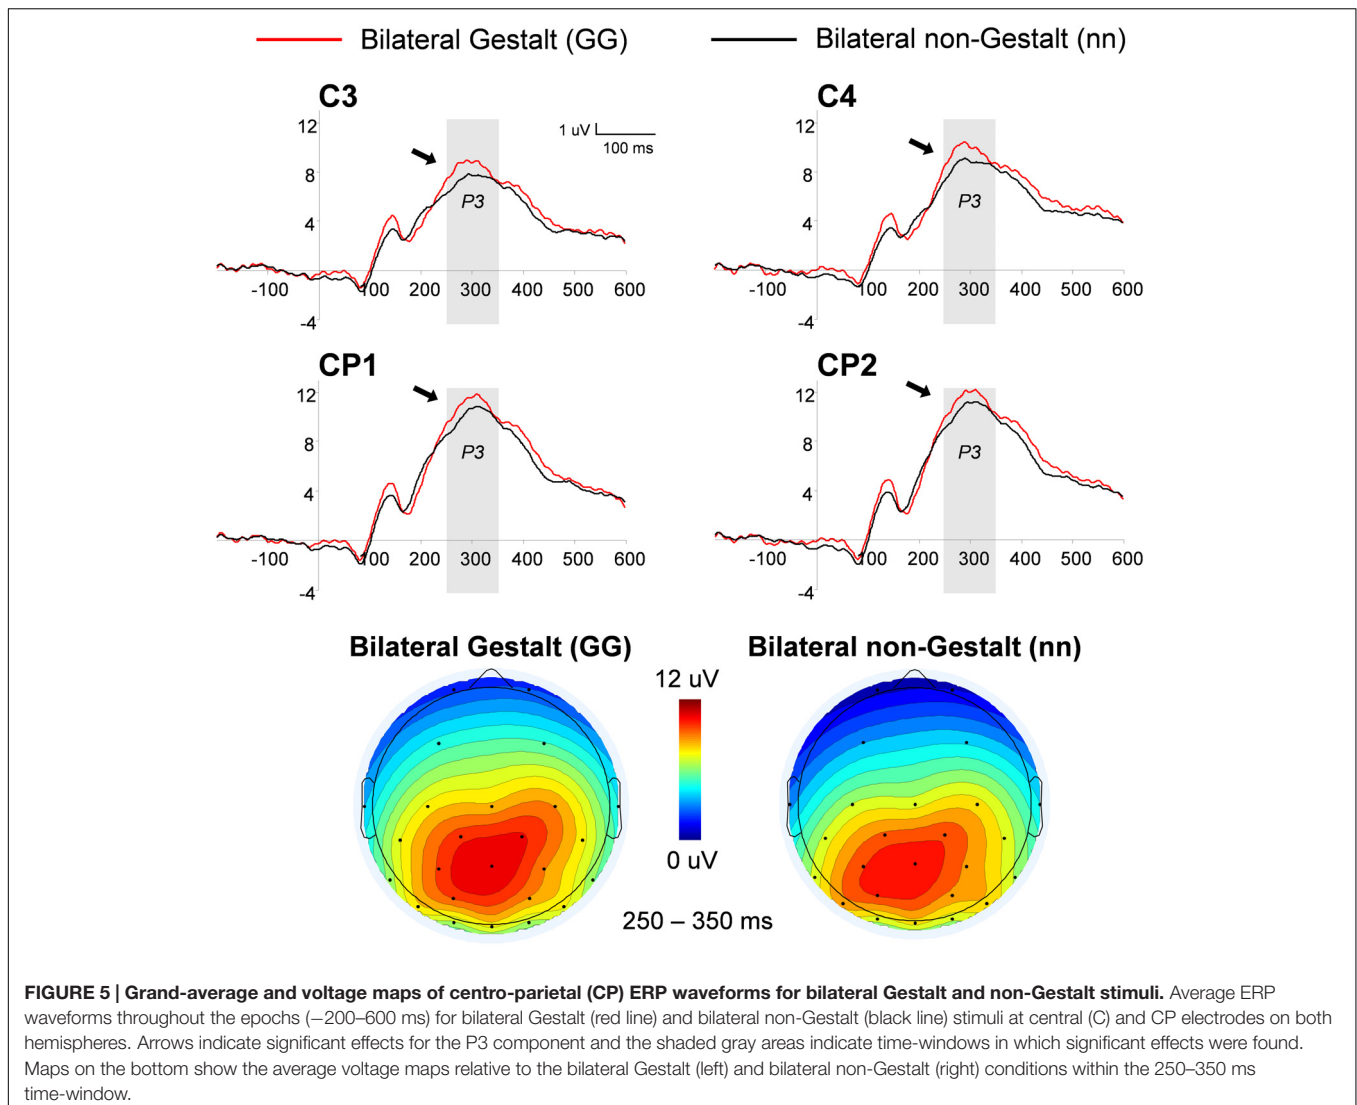 Bilateral Gestalt (GG) Bilateral non-Gestalt (nn)
C3 C4
12 12
1 uV
100 ms
8 8
P3 P3
4 4
-100 100 200 300 400 500 600 -100 100 200 300 400 500 600
-4 -4
CP1 CP2
12 12
8 8
P3 P3
4 4
-100 100 200 300 400 500 600 -100 100 200 300 400 500 600
-4 -4
Bilateral Gestalt (GG) Bilateral non-Gestalt (nn)
12 uV
0 uV
250 – 350 ms
FIGURE 5 | Grand-average and voltage maps of centro-parietal (CP) ERP waveforms for bilateral Gestalt and non-Gestalt stimuli. Average ERP
waveforms throughout the epochs (−200–600 ms) for bilateral Gestalt (red line) and bilateral non-Gestalt (black line) stimuli at central (C) and CP electrodes on both
hemispheres. Arrows indicate significant effects for the P3 component and the shaded gray areas indicate time-windows in which significant effects were found.
Maps on the bottom show the average voltage maps relative to the bilateral Gestalt (left) and bilateral non-Gestalt (right) conditions within the 250–350 ms
time-window.